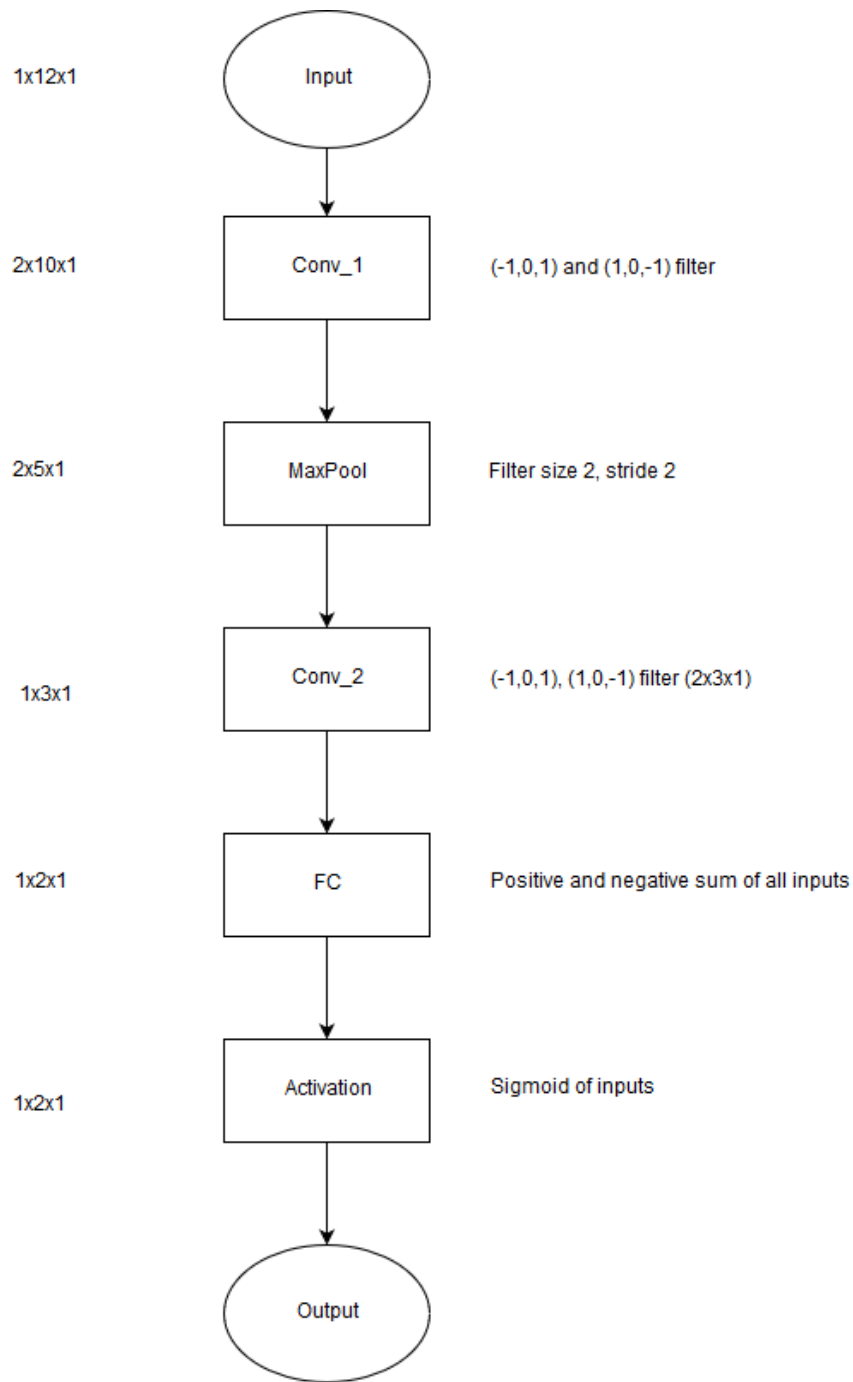 1x12x1
Input
2x10x1
Conv_1
(-1,0,1) and (1,0,-1) filter
2x5x1
MaxPool
Filter size 2, stride 2
1x3x1
Conv_2
(-1,0,1), (1,0,-1) filter (2x3x1)
1x2x1
FC
Positive and negative sum of all inputs
1x2x1
Activation
Sigmoid of inputs
Output